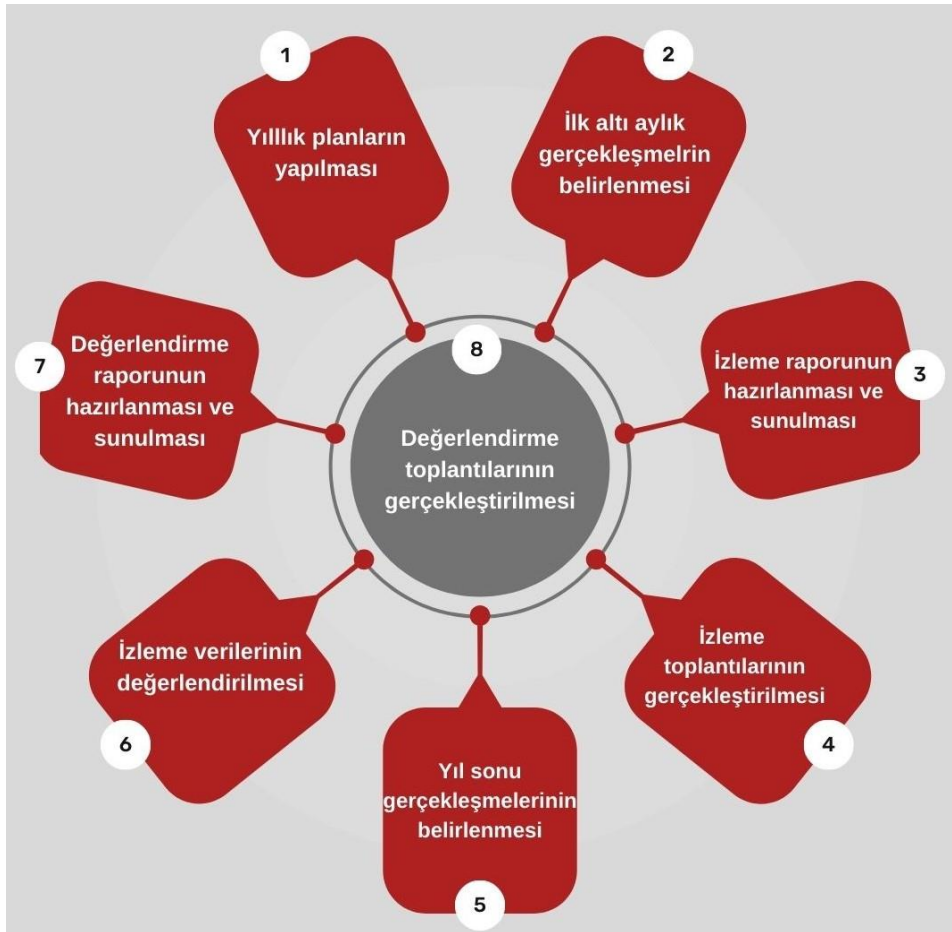 1
Yılllık planların
yapılması
2
İlk altı aylık
gerçekleşmelrin
belirlenmesi
3
İzleme raporunun
hazırlanması ve
sunulması
4
İzleme
toplantılarının
gerçekleştirilmesi
5
Yıl sonu
gerçekleşmelerinin
belirlenmesi
6
İzleme verilerinin
değerlendirilmesi
7
Değerlendirme
raporunun
hazırlanması ve
sunulması
8
Değerlendirme
toplantılarının
gerçekleştirilmesi